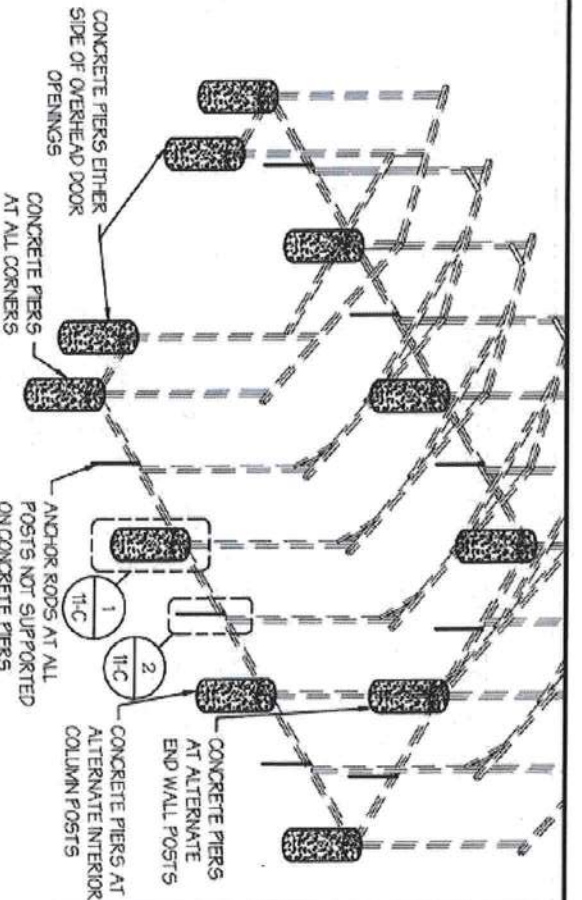 CONCRETE PIERS EITHER
SIDE OF OVERHEAD DOOR
OPENINGS
CONCRETE PIERS
AT ALL CORNERS
ANCHOR RODS AT ALL
POSTS NOT SUPPORTED
ON CONCRETE PIERS
1
11-C
2
11-C
CONCRETE PIERS
AT ALTERNATE
END WALL POSTS
CONCRETE PIERS AT
ALTERNATE INTERIOR
COLUMN POSTS